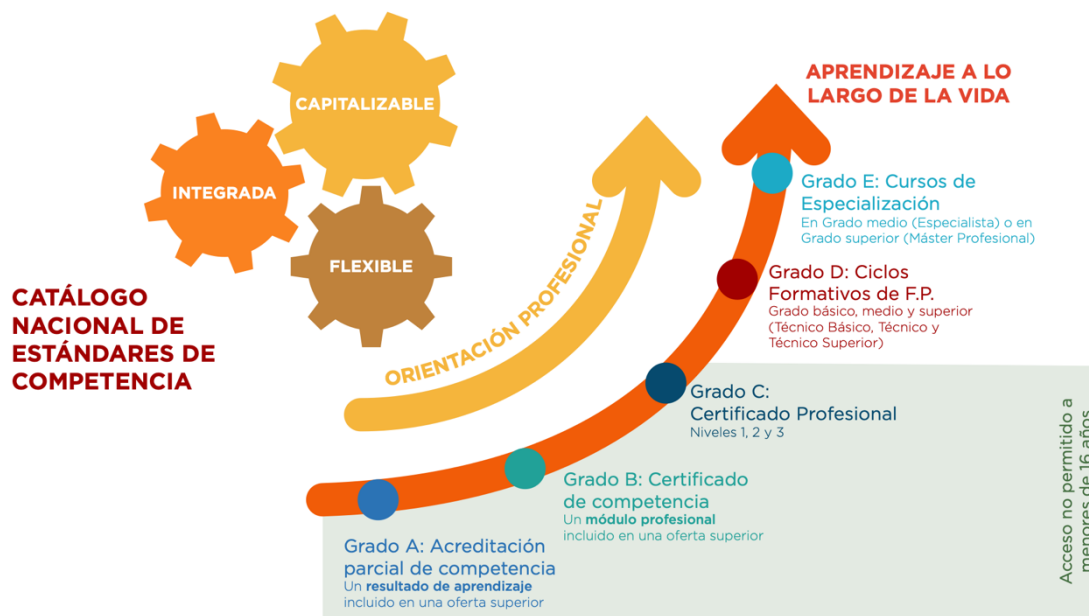 CAPITALIZABLE
INTEGRADA
FLEXIBLE
CATÁLOGO
NACIONAL DE
ESTÁNDARES DE
COMPETENCIA
ORIENTACIÓN PROFESIONAL
APRENDIZAJE A LO
LARGO DE LA VIDA
Grado E: Cursos de
Especialización
En Grado medio (Especialista) o en
Grado superior (Máster Profesional)
Grado D: Ciclos
Formativos de F.P.
Grado básico, medio y superior
(Técnico Básico, Técnico y
Técnico Superior)
Grado C:
Certificado Profesional
Niveles 1, 2 y 3
Grado B: Certificado
de competencia
Un módulo profesional
incluido en una oferta superior
Grado A: Acreditación
parcial de competencia
Un resultado de aprendizaje
incluido en una oferta superior
Acceso no permitido a
menores de 16 años